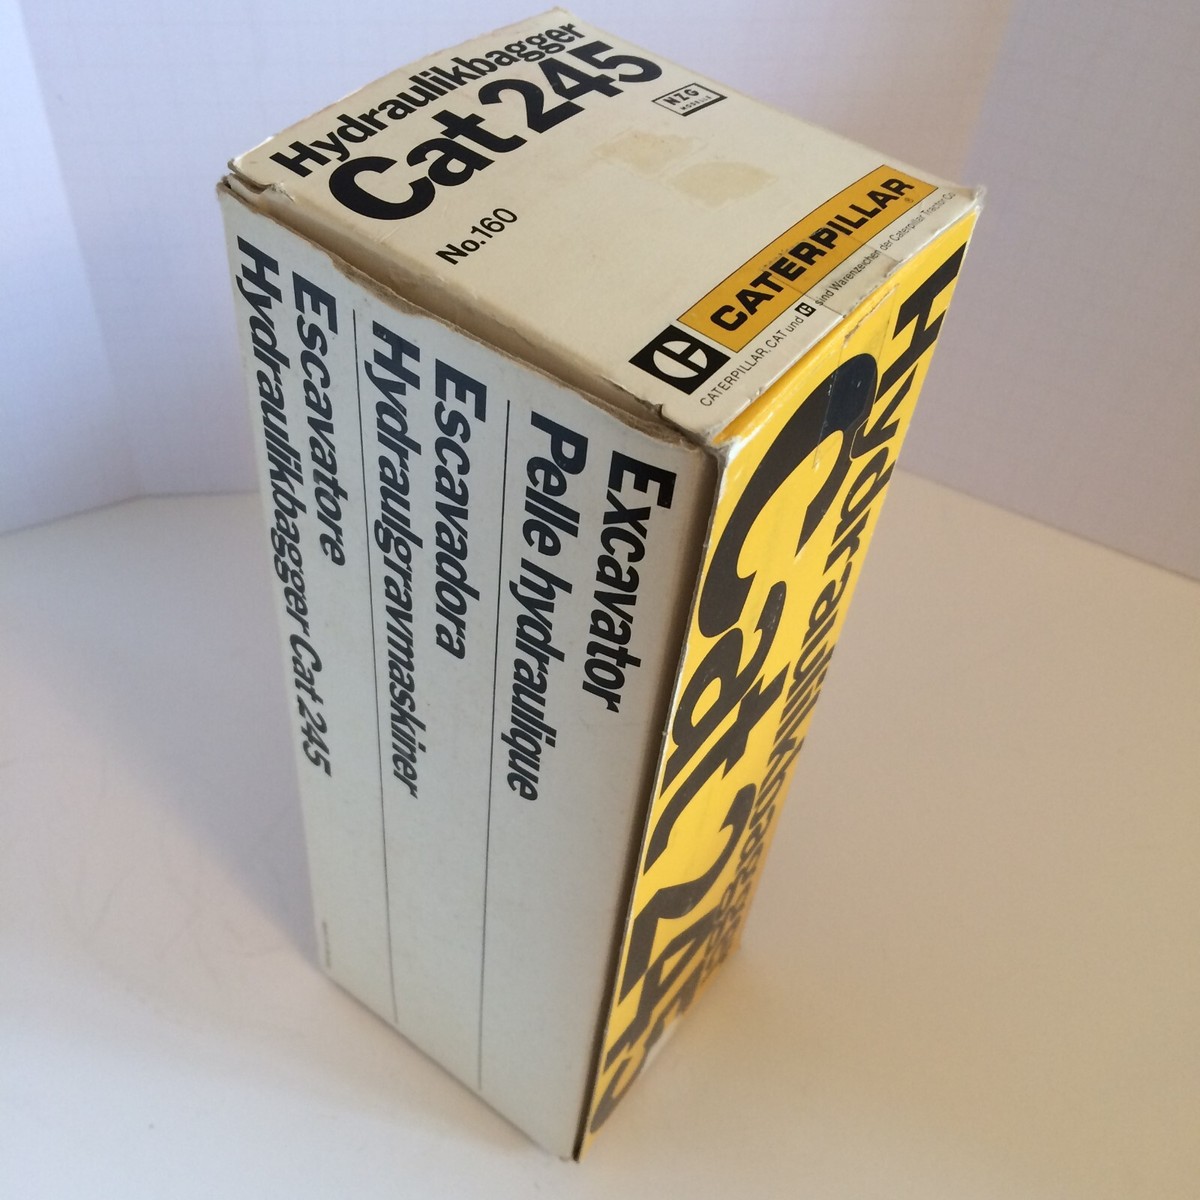 Hydraulikbagger
Cat 245
No.160
NZG
MODELLE
CATERPILLAR®
CATERPILLAR, CAT und C sind Warenzeichen der Caterpillar Tractor Co
Excavator
Pelle hydraulique
Escavadora
Hydraulgravmaskiner
Escavatore
Hydraulikbagger Cat 245
Hydraulikbagger
Cat 245